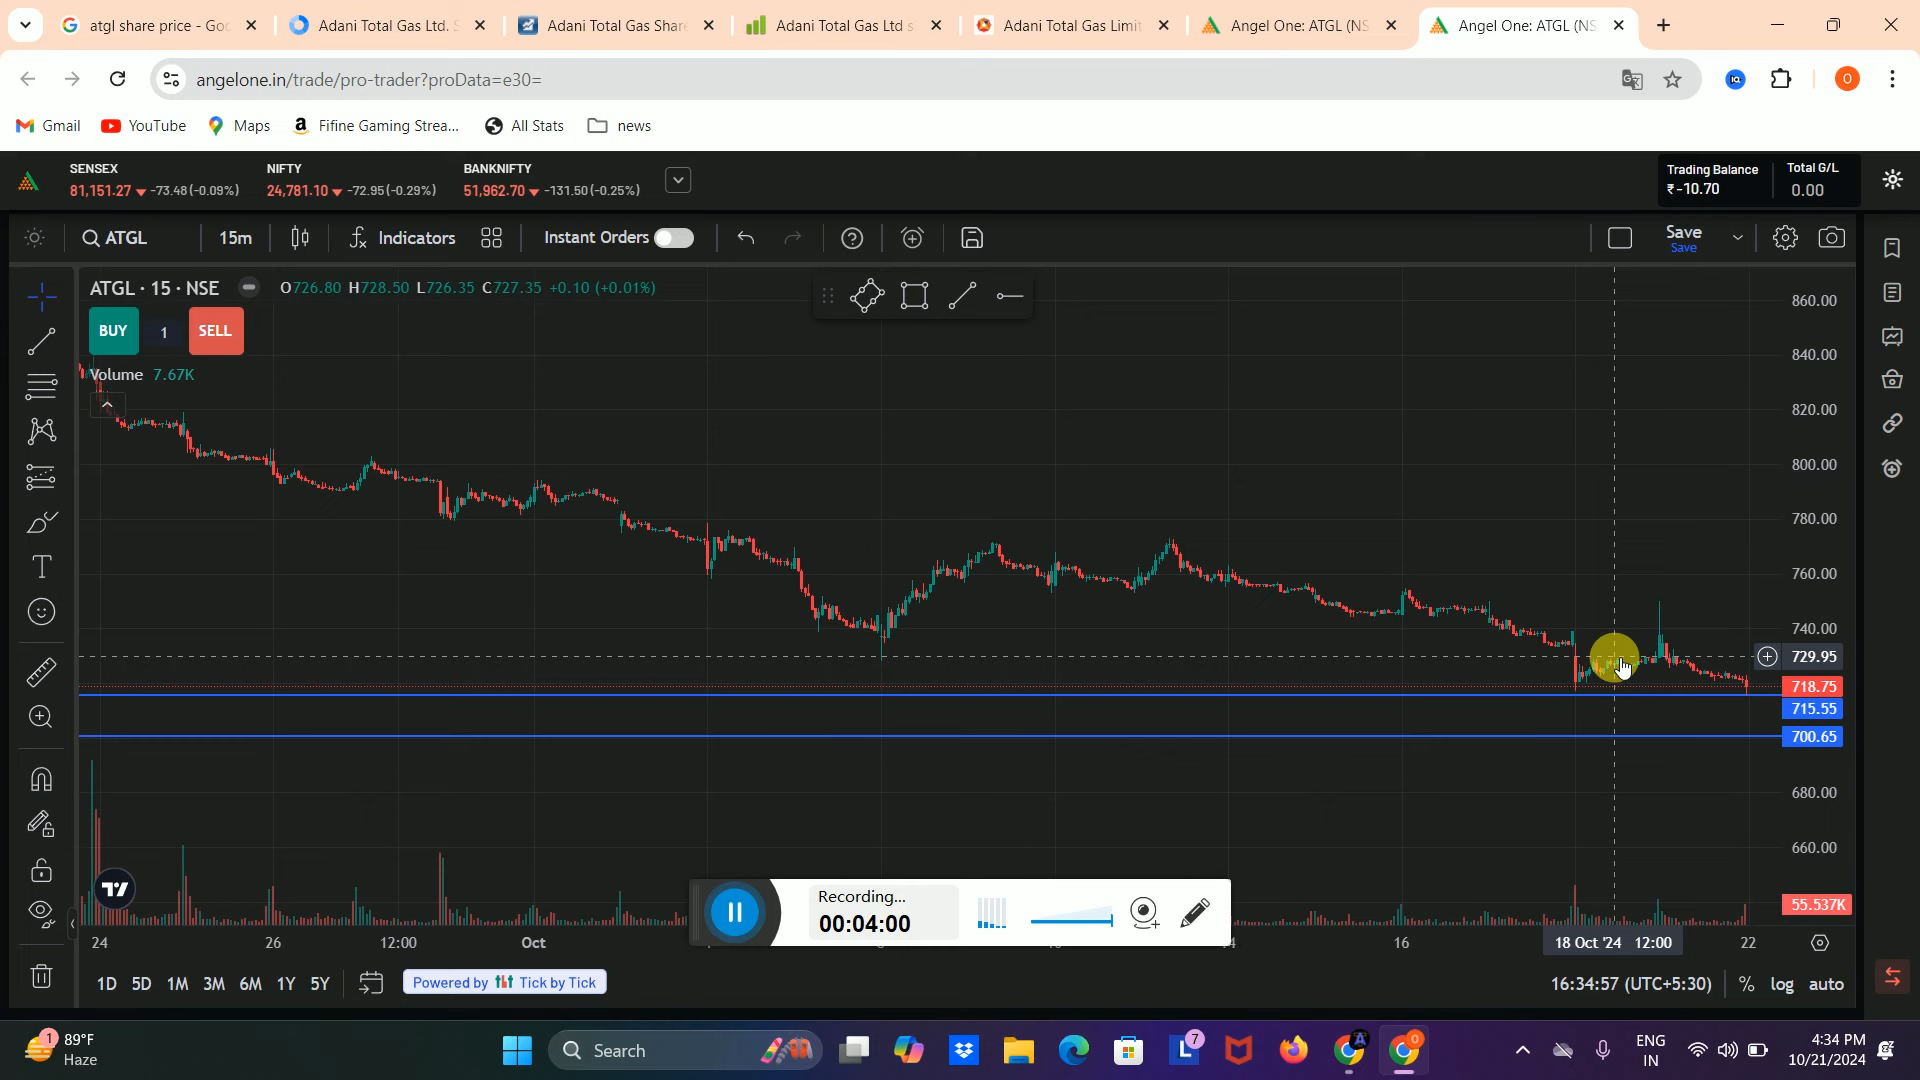 atgl share price - Goo
Adani Total Gas Ltd. S
Adani Total Gas Share
Adani Total Gas Ltd s
Adani Total Gas Limit
Angel One: ATGL (NS
Angel One: ATGL (NS
angelone.in/trade/pro-trader?proData=e30=
O
Gmail
YouTube
Maps
Fifine Gaming Strea...
All Stats
news
SENSEX
81,151.27 -73.48(-0.09%)
NIFTY
24,781.10 -72.95(-0.29%)
BANKNIFTY
51,962.70 -131.50(-0.25%)
Trading Balance
₹-10.70
Total G/L
0.00
ATGL
15m
Indicators
Instant Orders
Save
Save
ATGL · 15 · NSE
O726.80 H728.50 L726.35 C727.35 +0.10 (+0.01%)
BUY
1
SELL
Volume 7.67K
860.00
840.00
820.00
800.00
780.00
760.00
740.00
729.95
718.75
715.55
700.65
680.00
660.00
55.537K
Recording...
00:04:00
24
26
12:00
Oct
16
18 Oct '24 12:00
22
1D 5D 1M 3M 6M 1Y 5Y
Powered by Tick by Tick
16:34:57 (UTC+5:30)
% log auto
1
89°F
Haze
Search
7
ENG
IN
4:34 PM
10/21/2024